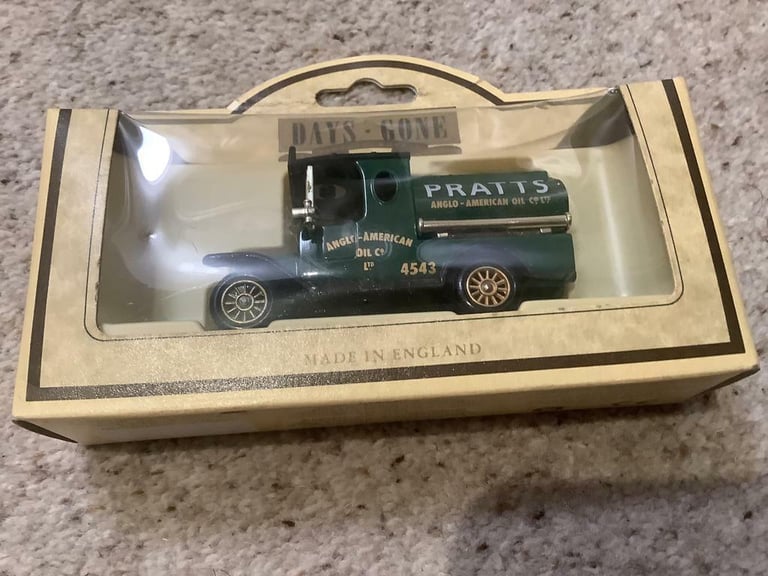 DAYS - GONE
PRATTS
ANGLO-AMERICAN OIL CO LTD
ANGLO-AMERICAN
OIL CO
LTD
4543
MADE IN ENGLAND